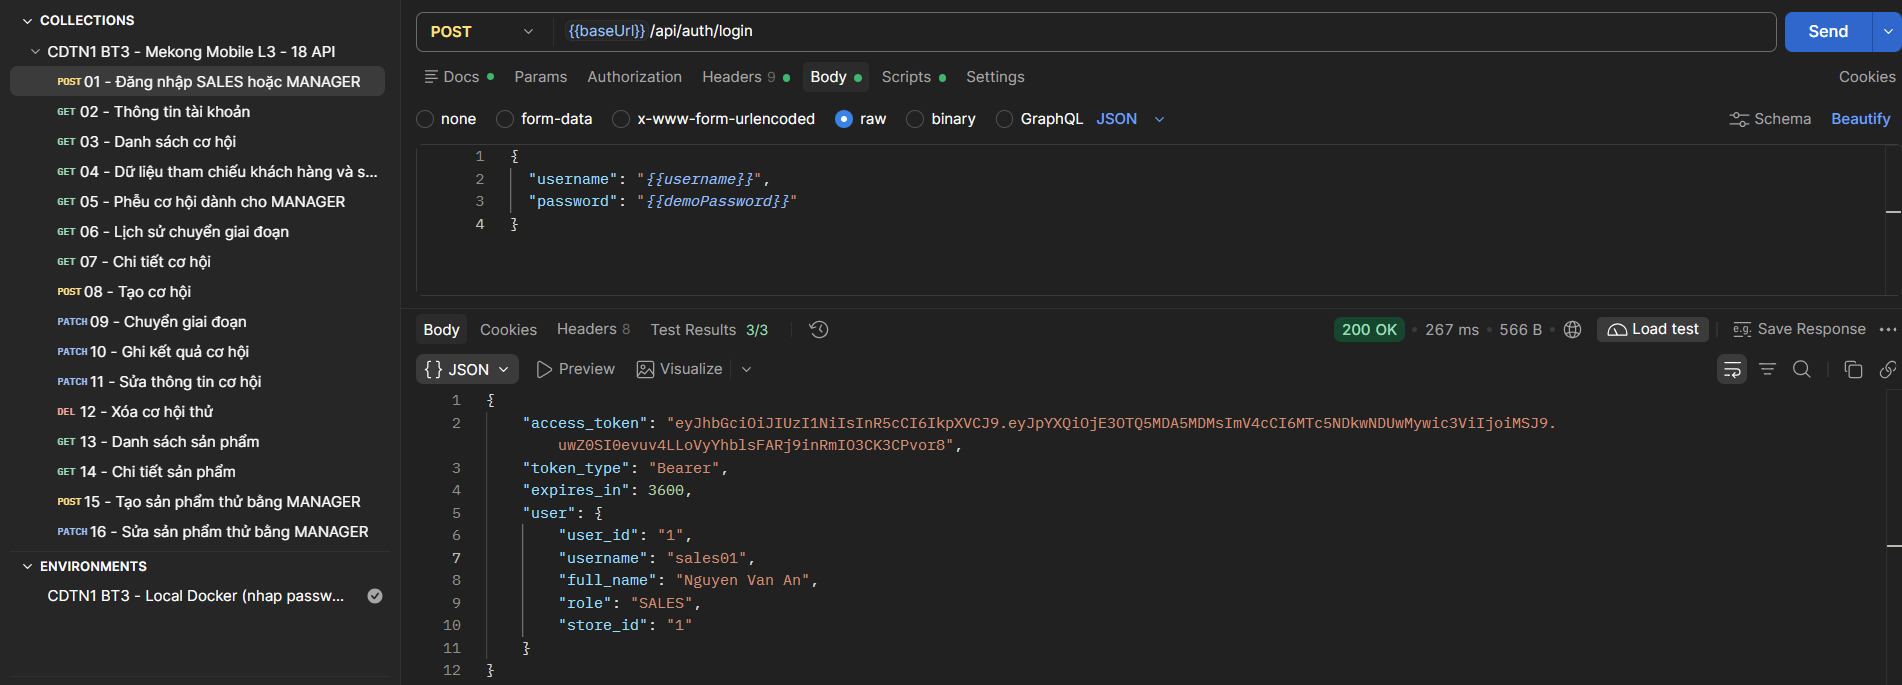 COLLECTIONS
CDTN1 BT3 - Mekong Mobile L3 - 18 API
POST 01 - Đăng nhập SALES hoặc MANAGER
GET 02 - Thông tin tài khoản
GET 03 - Danh sách cơ hội
GET 04 - Dữ liệu tham chiếu khách hàng và s...
GET 05 - Phễu cơ hội dành cho MANAGER
GET 06 - Lịch sử chuyển giai đoạn
GET 07 - Chi tiết cơ hội
POST 08 - Tạo cơ hội
PATCH 09 - Chuyển giai đoạn
PATCH 10 - Ghi kết quả cơ hội
PATCH 11 - Sửa thông tin cơ hội
DEL 12 - Xóa cơ hội thử
GET 13 - Danh sách sản phẩm
GET 14 - Chi tiết sản phẩm
POST 15 - Tạo sản phẩm thử bằng MANAGER
PATCH 16 - Sửa sản phẩm thử bằng MANAGER
ENVIRONMENTS
CDTN1 BT3 - Local Docker (nhap passw...
POST {{baseUrl}} /api/auth/login Send
Docs Params Authorization Headers 9 Body Scripts Settings Cookies
none form-data x-www-form-urlencoded raw binary GraphQL JSON Schema Beautify
1 {
2 "username": "{{username}}",
3 "password": "{{demoPassword}}"
4 }
Body Cookies Headers 8 Test Results 3/3 200 OK 267 ms 566 B Load test e.g. Save Response
{} JSON Preview Visualize
1 {
2 "access_token": "eyJhbGciOiJIUzI1NiIsInR5cCI6IkpXVCJ9.eyJpYXQiOjE3OTQ5MDA5MDMsImV4cCI6MTc5NDkwNDUwMywic3ViIjoiMSJ9.
uwZ0SI0evuv4LLoVyYhblsFARj9inRmIO3CK3CPvor8",
3 "token_type": "Bearer",
4 "expires_in": 3600,
5 "user": {
6 "user_id": "1",
7 "username": "sales01",
8 "full_name": "Nguyen Van An",
9 "role": "SALES",
10 "store_id": "1"
11 }
12 }